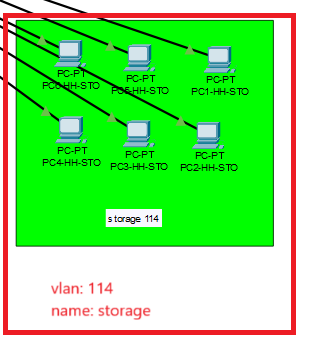 PC-PT
PC6-HH-STO
PC-PT
PC5-HH-STO
PC-PT
PC1-HH-STO
PC-PT
PC4-HH-STO
PC-PT
PC3-HH-STO
PC-PT
PC2-HH-STO
storage 114
vlan: 114
name: storage